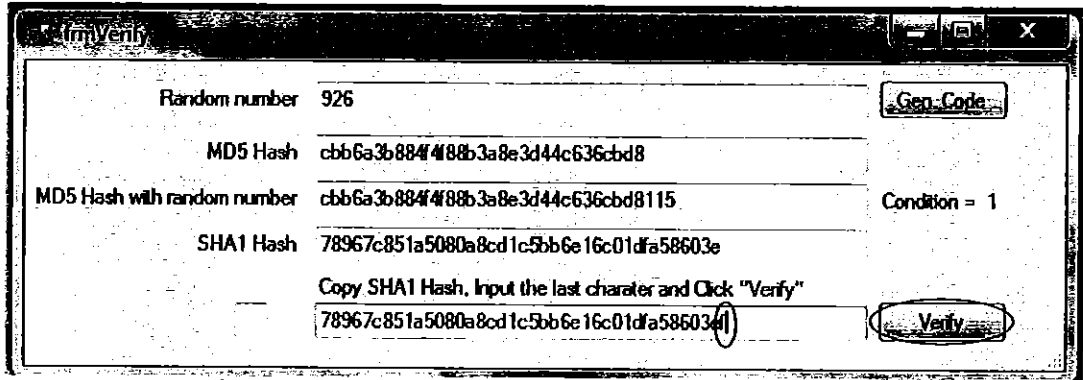 frmVerify
Random number 926 Gen Code
MD5 Hash cbb6a3b884f4f88b3a8e3d44c636cbd8
MD5 Hash with random number cbb6a3b884f4f88b3a8e3d44c636cbd8115 Condition = 1
SHA1 Hash 78967c851a5080a8cd1c5bb6e16c01dfa58603e
Copy SHA1 Hash, Input the last charater and Click "Verify"
78967c851a5080a8cd1c5bb6e16c01dfa58603ef Verify